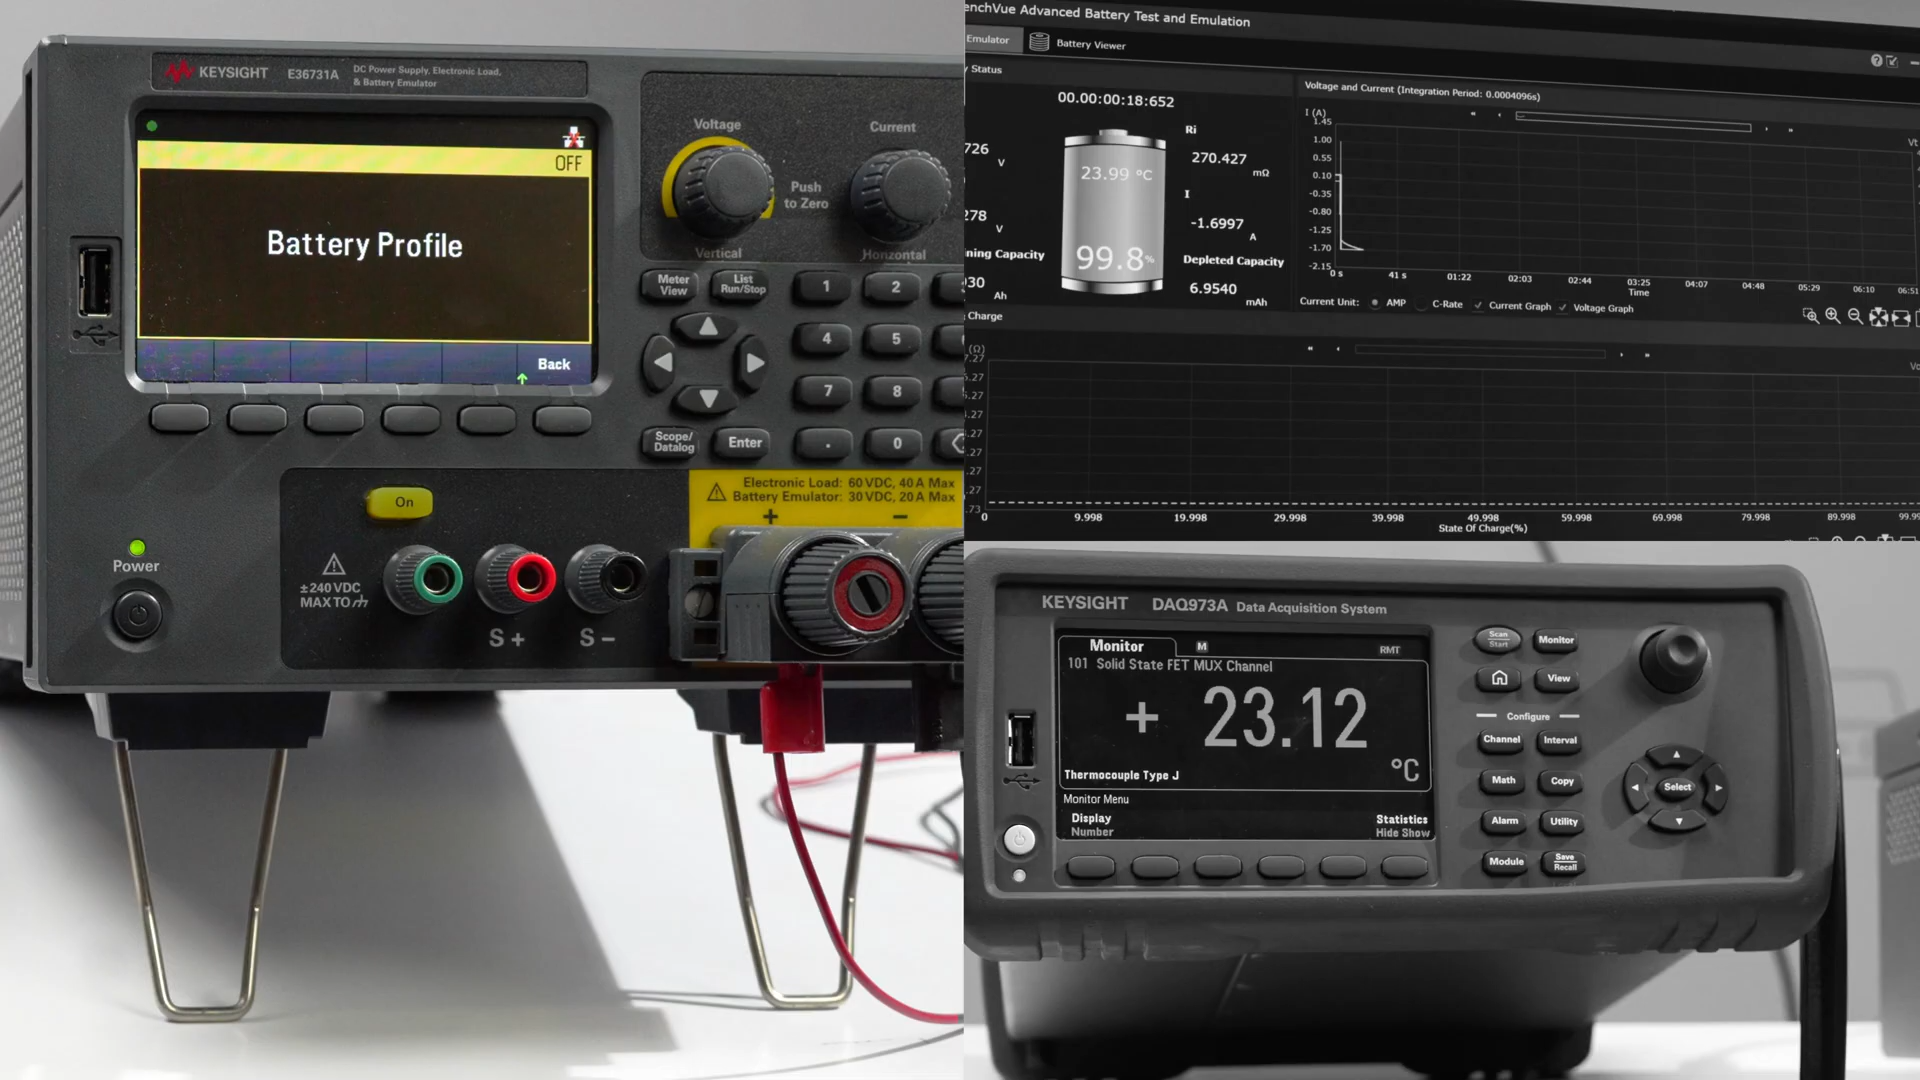 KEYSIGHT E36731A DC Power Supply, Electronic Load,
& Battery Emulator
OFF
Battery Profile
Back
Voltage
Current
Push
to Zero
Vertical
Horizontal
Meter
View
List
Run/Stop
1
2
4
5
7
8
Scope/
Datalog
Enter
.
0
On
Power
±240 VDC
MAX TO
S +
S −
Electronic Load: 60 VDC, 40 A Max
Battery Emulator: 30 VDC, 20 A Max
+
−
enchVue Advanced Battery Test and Emulation
Emulator
Battery Viewer
Status
00.00:00:18:652
726
V
278
V
ning Capacity
Ah
23.99 °C
99.8%
Ri
270.427
mΩ
I
-1.6997
A
Depleted Capacity
6.9540
mAh
Voltage and Current (Integration Period: 0.0004096s)
I (A)
Vt
1.45
1.00
0.55
0.10
-0.35
-0.80
-1.25
-1.70
-2.15
0 s
41 s
01:22
02:03
02:44
03:25
04:07
04:48
05:29
06:10
06:51
Time
Current Unit:
AMP
C-Rate
Current Graph
Voltage Graph
Charge
(Ω)
0
9.998
19.998
29.998
39.998
49.998
59.998
69.998
79.998
89.998
99.99
State Of Charge(%)
KEYSIGHT DAQ973A Data Acquisition System
Monitor
M
RMT
101 Solid State FET MUX Channel
+ 23.12
°C
Thermocouple Type J
Monitor Menu
Display
Number
Statistics
Hide Show
Scan
Start
Monitor
View
Configure
Channel
Interval
Math
Copy
Alarm
Utility
Module
Save
Recall
Select